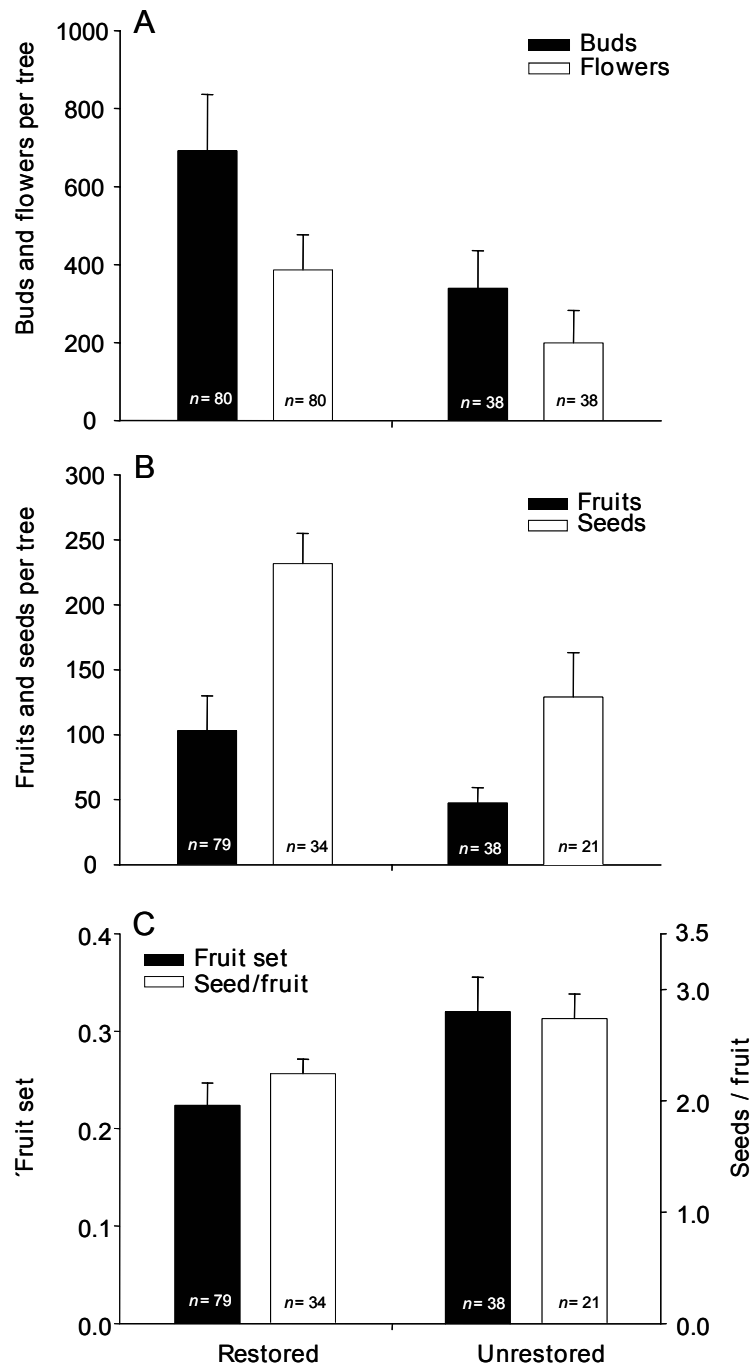 A
1000
800
600
400
200
0
Buds and flowers per tree
Buds
Flowers
n= 80
n= 80
n= 38
n= 38
B
300
250
200
150
100
50
0
Fruits and seeds per tree
Fruits
Seeds
n= 79
n= 34
n= 38
n= 21
C
0.4
0.3
0.2
0.1
0.0
'Fruit set
Fruit set
Seed/fruit
3.5
3.0
2.0
1.0
0.0
Seeds / fruit
n= 79
n= 34
n= 38
n= 21
Restored
Unrestored